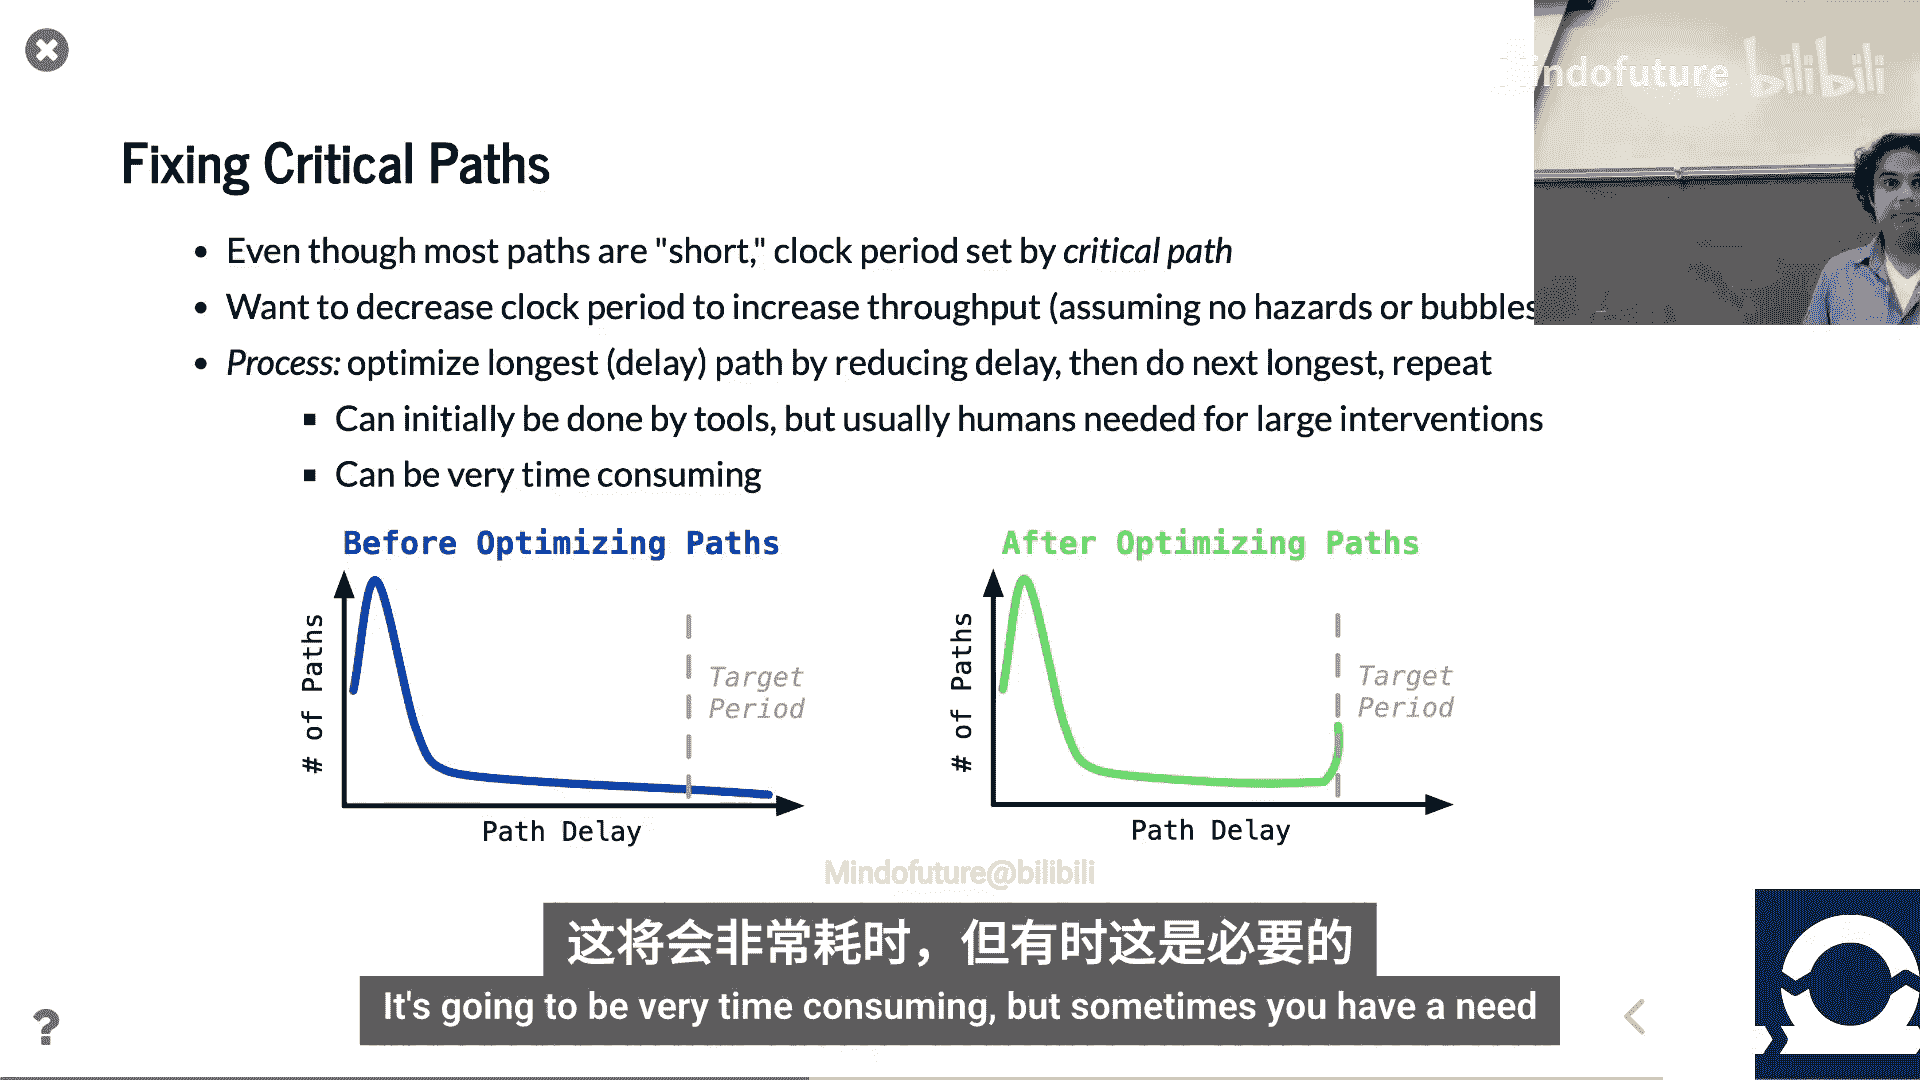 indofuture bilibili
Fixing Critical Paths
• Even though most paths are "short," clock period set by critical path
• Want to decrease clock period to increase throughput (assuming no hazards or bubbles
• Process: optimize longest (delay) path by reducing delay, then do next longest, repeat
▪ Can initially be done by tools, but usually humans needed for large interventions
▪ Can be very time consuming
Before Optimizing Paths
# of Paths
Target
Period
Path Delay
After Optimizing Paths
# of Paths
Target
Period
Path Delay
Mindofuture@bilibili
这将会非常耗时，但有时这是必要的
It's going to be very time consuming, but sometimes you have a need
?